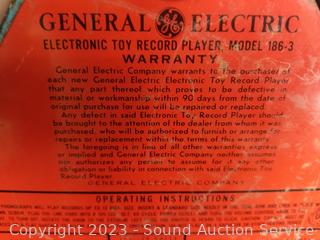 GENERAL GE ELECTRIC
ELECTRONIC TOY RECORD PLAYER, MODEL 186-3
WARRANTY
General Electric Company warrants to the purchaser of
each new General Electric Electronic Toy Record Player
that any part thereof which proves to be defective in
material or workmanship within 90 days from the date of
original purchase for use will be repaired or replaced.
Any defect in said Electronic Toy Record Player should
be brought to the attention of the dealer from whom it was
purchased, who will be authorized to furnish or arrange for
repairs or replacement within the terms of this warranty.
The foregoing is in lieu of all other warranties express
or implied and General Electric Company neither assumes
nor authorizes any person to assume for it any other
obligation or liability in connection with said Electronic Toy
Record Player
GENERAL ELECTRIC COMPANY
OPERATING INSTRUCTIONS
Copyright 2023 - Sound Auction Service